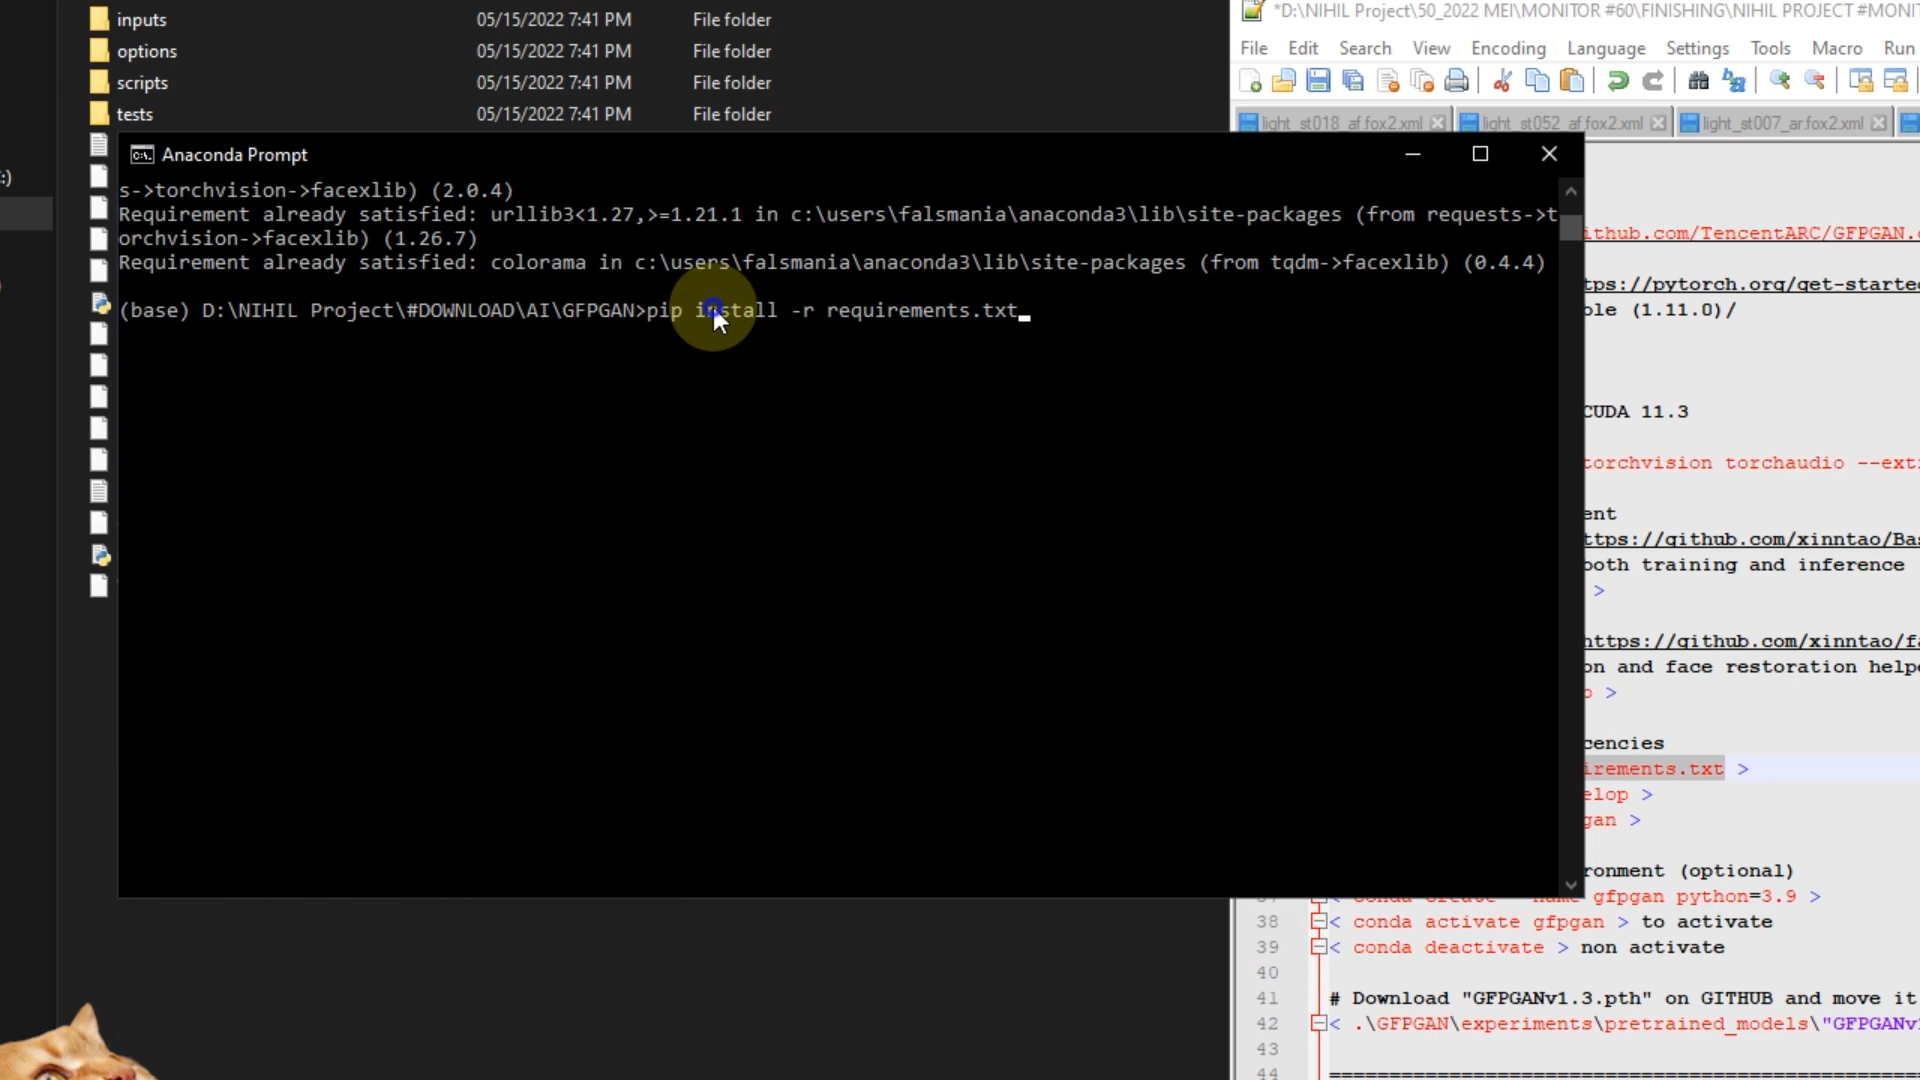 inputs 05/15/2022 7:41 PM File folder
options 05/15/2022 7:41 PM File folder
scripts 05/15/2022 7:41 PM File folder
tests 05/15/2022 7:41 PM File folder
:)
Anaconda Prompt
s->torchvision->facexlib) (2.0.4)
Requirement already satisfied: urllib3<1.27,>=1.21.1 in c:\users\falsmania\anaconda3\lib\site-packages (from requests->t
orchvision->facexlib) (1.26.7)
Requirement already satisfied: colorama in c:\users\falsmania\anaconda3\lib\site-packages (from tqdm->facexlib) (0.4.4)
(base) D:\NIHIL Project\#DOWNLOAD\AI\GFPGAN>pip install -r requirements.txt
*D:\NIHIL Project\50_2022 MEI\MONITOR #60\FINISHING\NIHIL PROJECT #MONIT
File Edit Search View Encoding Language Settings Tools Macro Run
light_st018_af.fox2.xml light_st052_af.fox2.xml light_st007_ar.fox2.xml
ithub.com/TencentARC/GFPGAN.
tps://pytorch.org/get-starte
ble (1.11.0)/
CUDA 11.3
torchvision torchaudio --ext
ent
ttps://github.com/xinntao/Bas
ooth training and inference
>
https://github.com/xinntao/fa
on and face restoration help
o >
cencies
irements.txt >
elop >
gan >
ronment (optional)
gfpgan python=3.9 >
38 < conda activate gfpgan > to activate
39 < conda deactivate > non activate
40
41 # Download "GFPGANv1.3.pth" on GITHUB and move it
42 < .\GFPGAN\experiments\pretrained_models\"GFPGANv
43
44 ==================================================